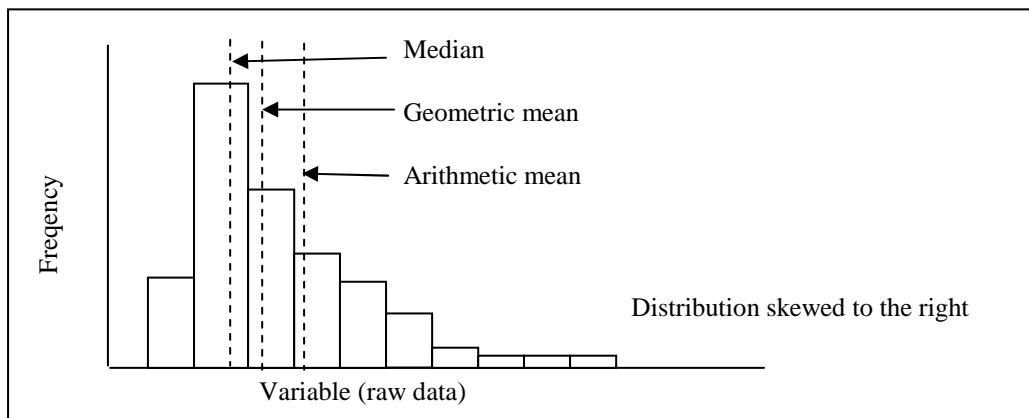 Median
Geometric mean
Arithmetic mean
Freqency
Distribution skewed to the right
Variable (raw data)